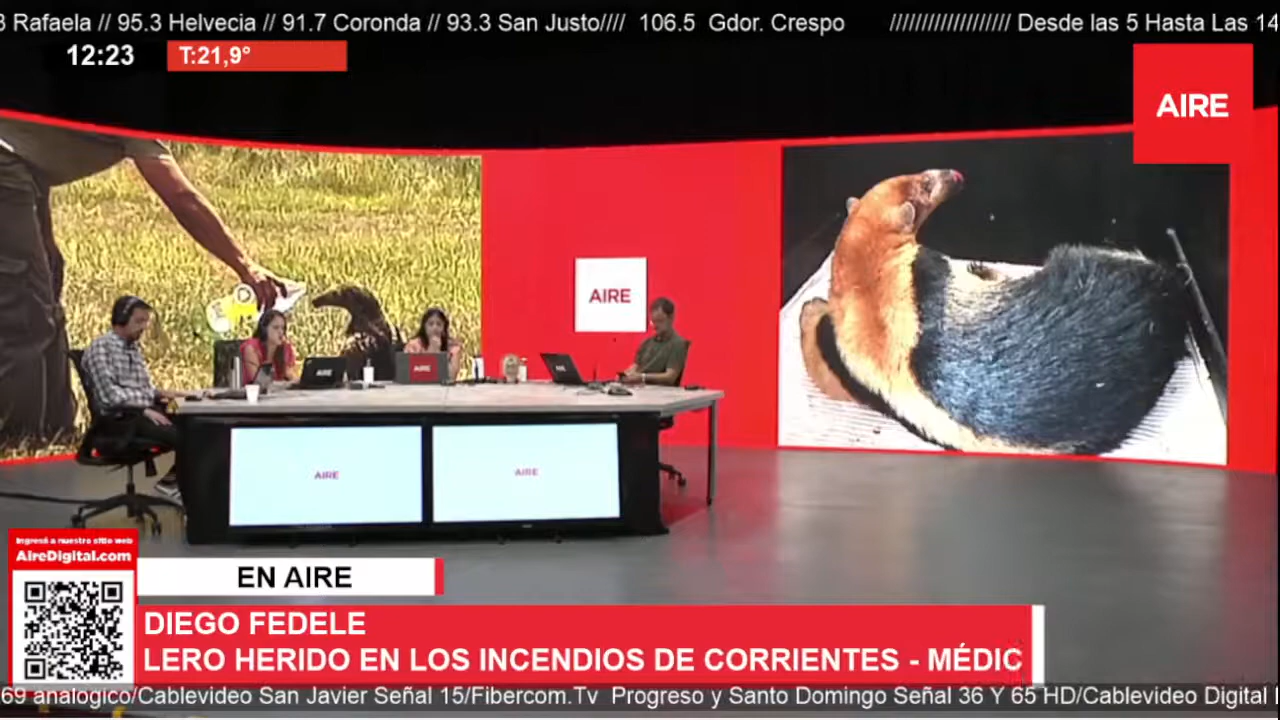 3 Rafaela // 95.3 Helvecia // 91.7 Coronda // 93.3 San Justo//// 106.5 Gdor. Crespo /////////////////// Desde las 5 Hasta Las 14
12:23
T:21,9°
AIRE
AIRE
AIRE
AIRE
AIRE
AIRE
Ingresá a nuestro sitio web
AireDigital.com
EN AIRE
DIEGO FEDELE
LERO HERIDO EN LOS INCENDIOS DE CORRIENTES - MÉDIC
69 analogico/Cablevideo San Javier Señal 15/Fibercom.Tv Progreso y Santo Domingo Señal 36 Y 65 HD/Cablevideo Digital